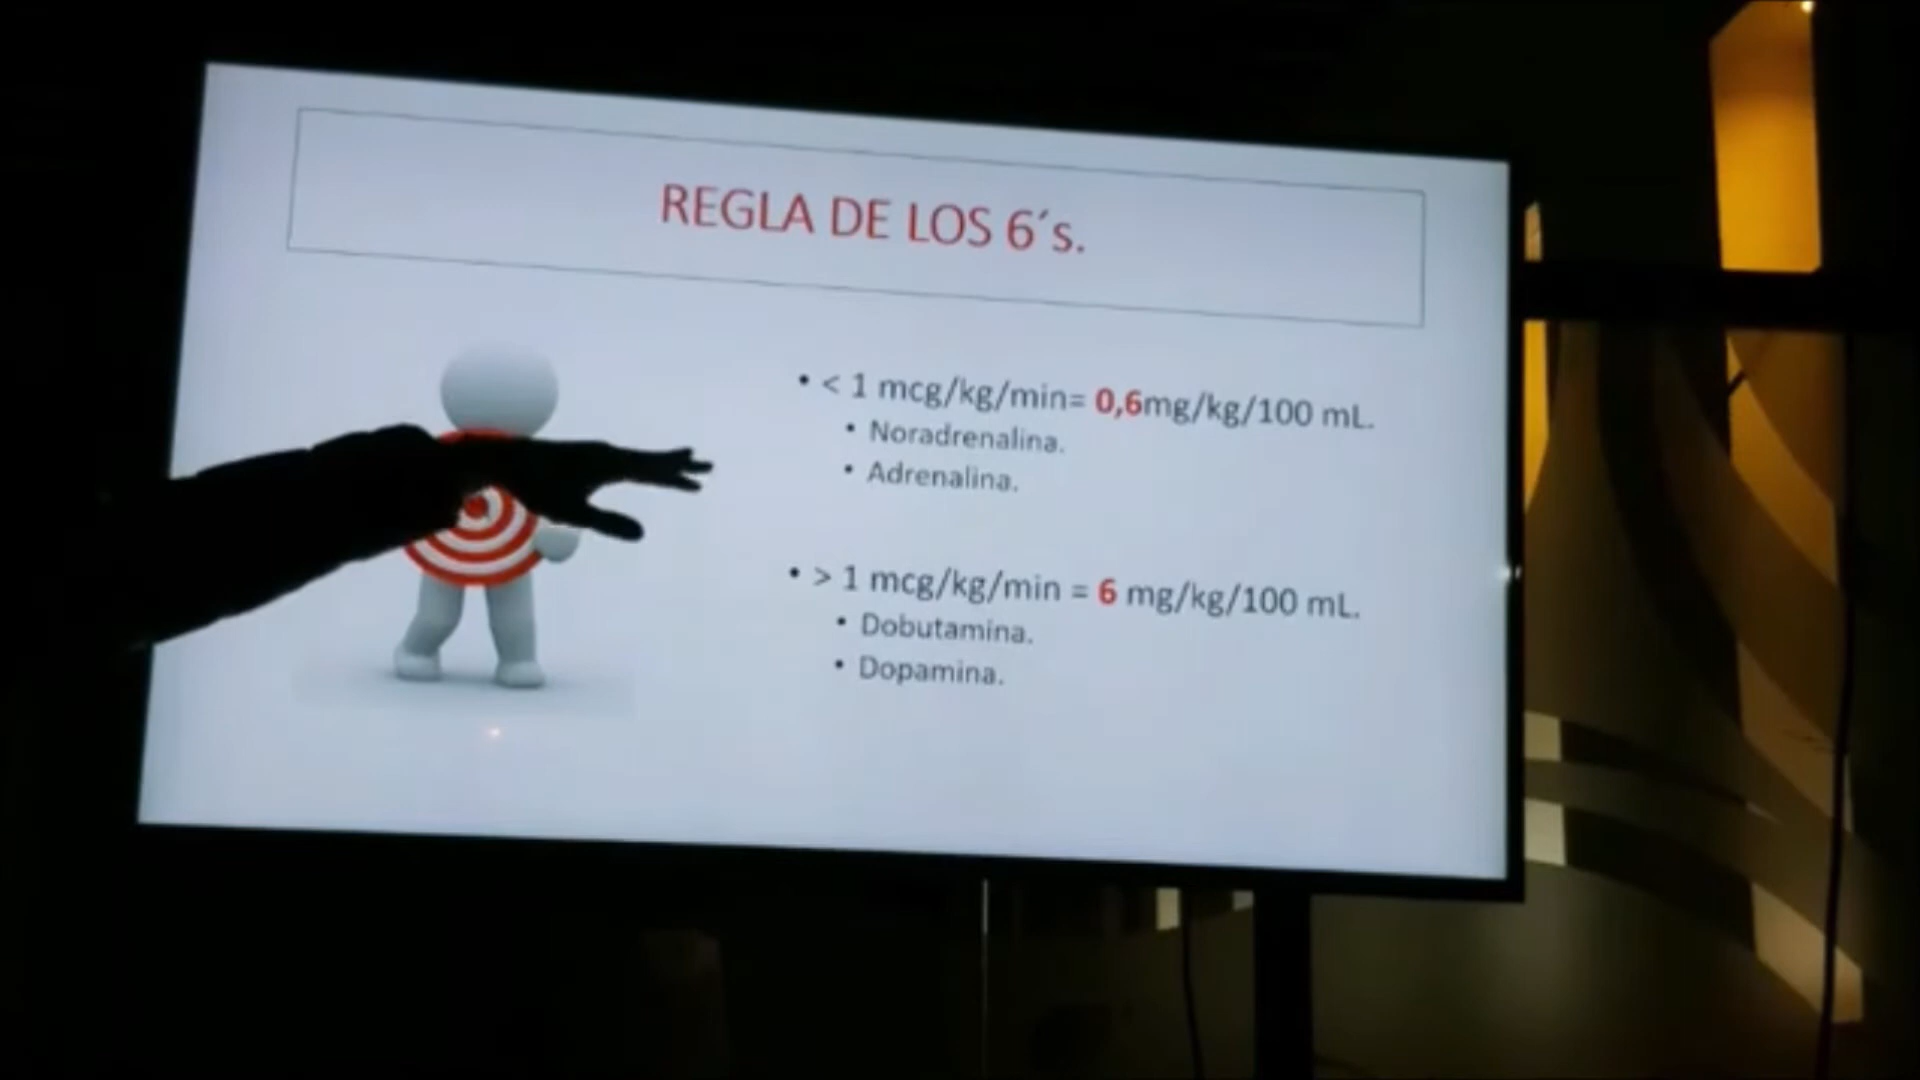 REGLA DE LOS 6´s.
• < 1 mcg/kg/min= 0,6mg/kg/100 mL.
• Noradrenalina.
• Adrenalina.
• > 1 mcg/kg/min = 6 mg/kg/100 mL.
• Dobutamina.
• Dopamina.